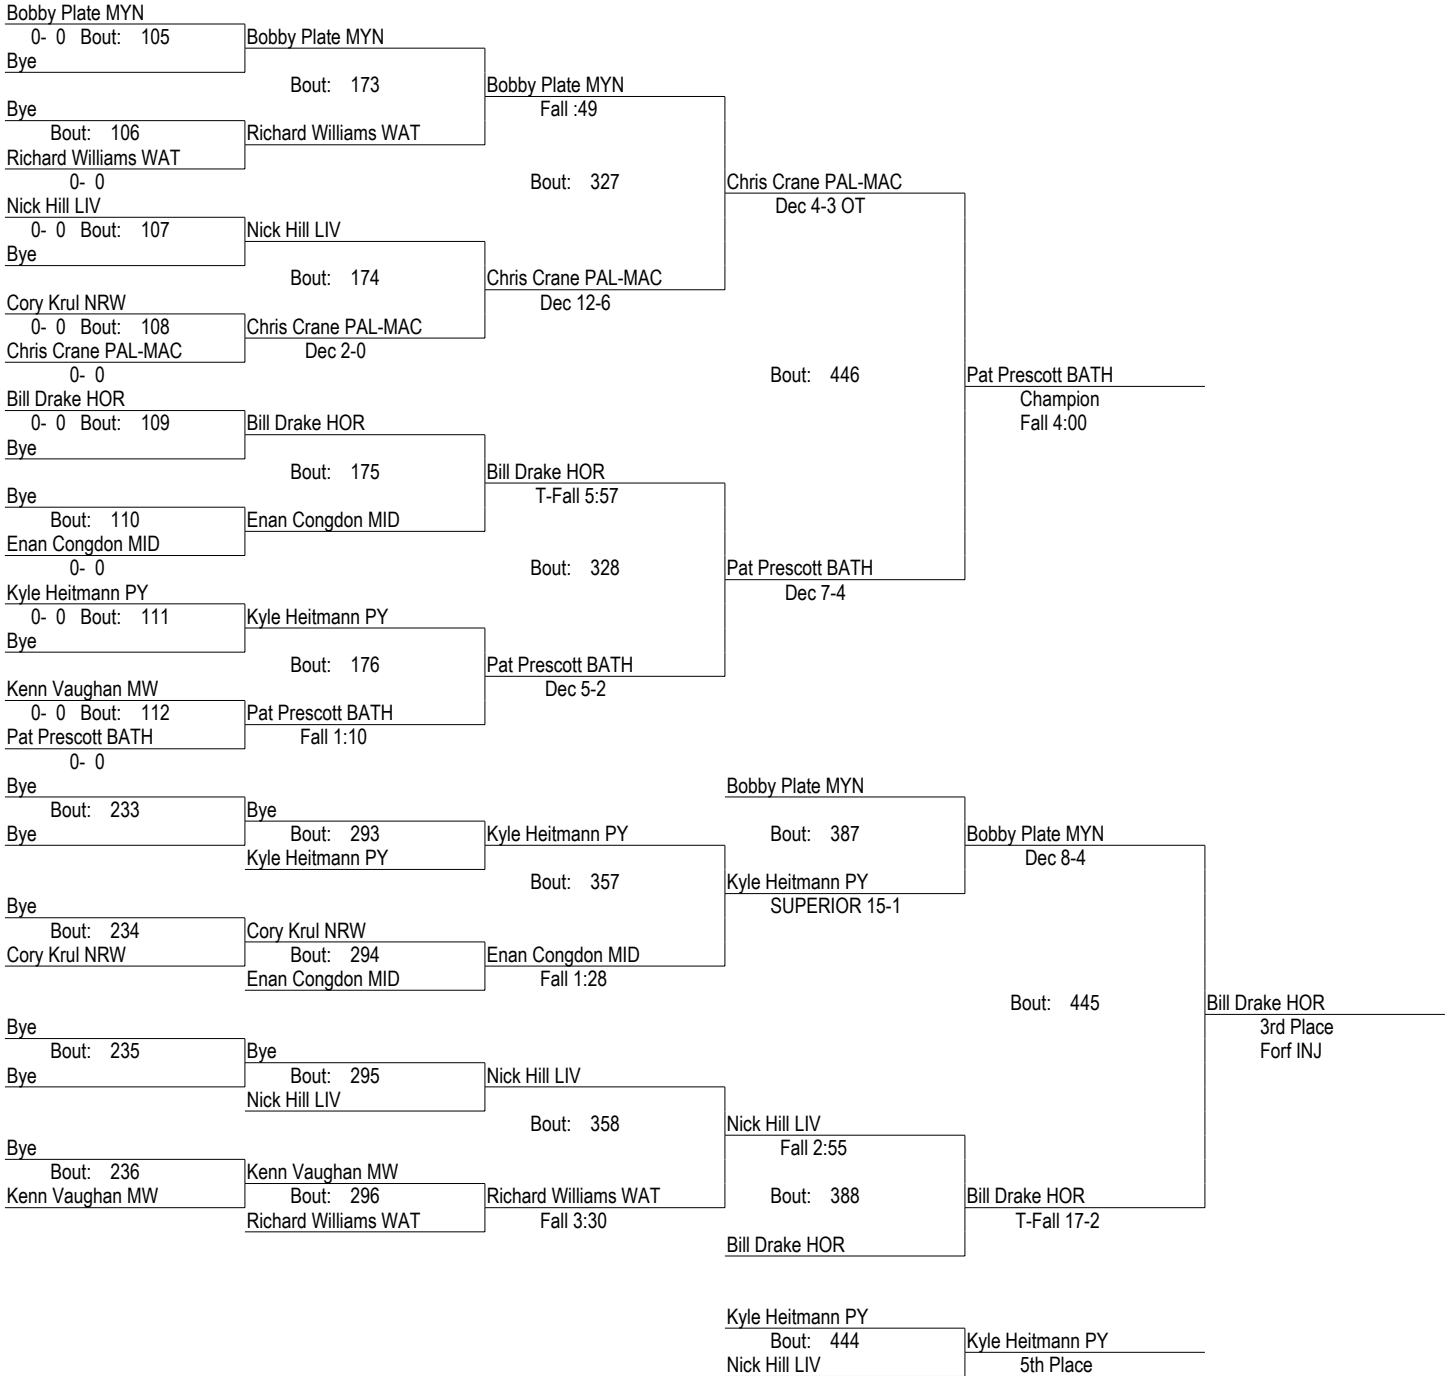 Bobby Plate MYN
0- 0 Bout: 105 Bobby Plate MYN
Bye
Bout: 173 Bobby Plate MYN
Bye Fall :49
Bout: 106 Richard Williams WAT
Richard Williams WAT
0- 0 Bout: 327 Chris Crane PAL-MAC
Nick Hill LIV Dec 4-3 OT
0- 0 Bout: 107 Nick Hill LIV
Bye
Bout: 174 Chris Crane PAL-MAC
Cory Krul NRW Dec 12-6
0- 0 Bout: 108 Chris Crane PAL-MAC
Chris Crane PAL-MAC Dec 2-0
0- 0 Bout: 446 Pat Prescott BATH
Bill Drake HOR Champion
0- 0 Bout: 109 Bill Drake HOR Fall 4:00
Bye
Bout: 175 Bill Drake HOR
Bye T-Fall 5:57
Bout: 110 Enan Congdon MID
Enan Congdon MID
0- 0 Bout: 328 Pat Prescott BATH
Kyle Heitmann PY Dec 7-4
0- 0 Bout: 111 Kyle Heitmann PY
Bye
Bout: 176 Pat Prescott BATH
Kenn Vaughan MW Dec 5-2
0- 0 Bout: 112 Pat Prescott BATH
Pat Prescott BATH Fall 1:10
0- 0
Bye Bobby Plate MYN
Bout: 233 Bye
Bye Bout: 293 Kyle Heitmann PY Bout: 387 Bobby Plate MYN
Kyle Heitmann PY Dec 8-4
Bout: 357 Kyle Heitmann PY
Bye SUPERIOR 15-1
Bout: 234 Cory Krul NRW
Cory Krul NRW Bout: 294 Enan Congdon MID
Enan Congdon MID Fall 1:28
Bout: 445 Bill Drake HOR
Bye 3rd Place
Bout: 235 Bye Forf INJ
Bye Bout: 295 Nick Hill LIV
Nick Hill LIV
Bout: 358 Nick Hill LIV
Bye Fall 2:55
Bout: 236 Kenn Vaughan MW
Kenn Vaughan MW Bout: 296 Richard Williams WAT Bout: 388 Bill Drake HOR
Richard Williams WAT Fall 3:30 T-Fall 17-2
Bill Drake HOR
Kyle Heitmann PY
Bout: 444 Kyle Heitmann PY
Nick Hill LIV 5th Place